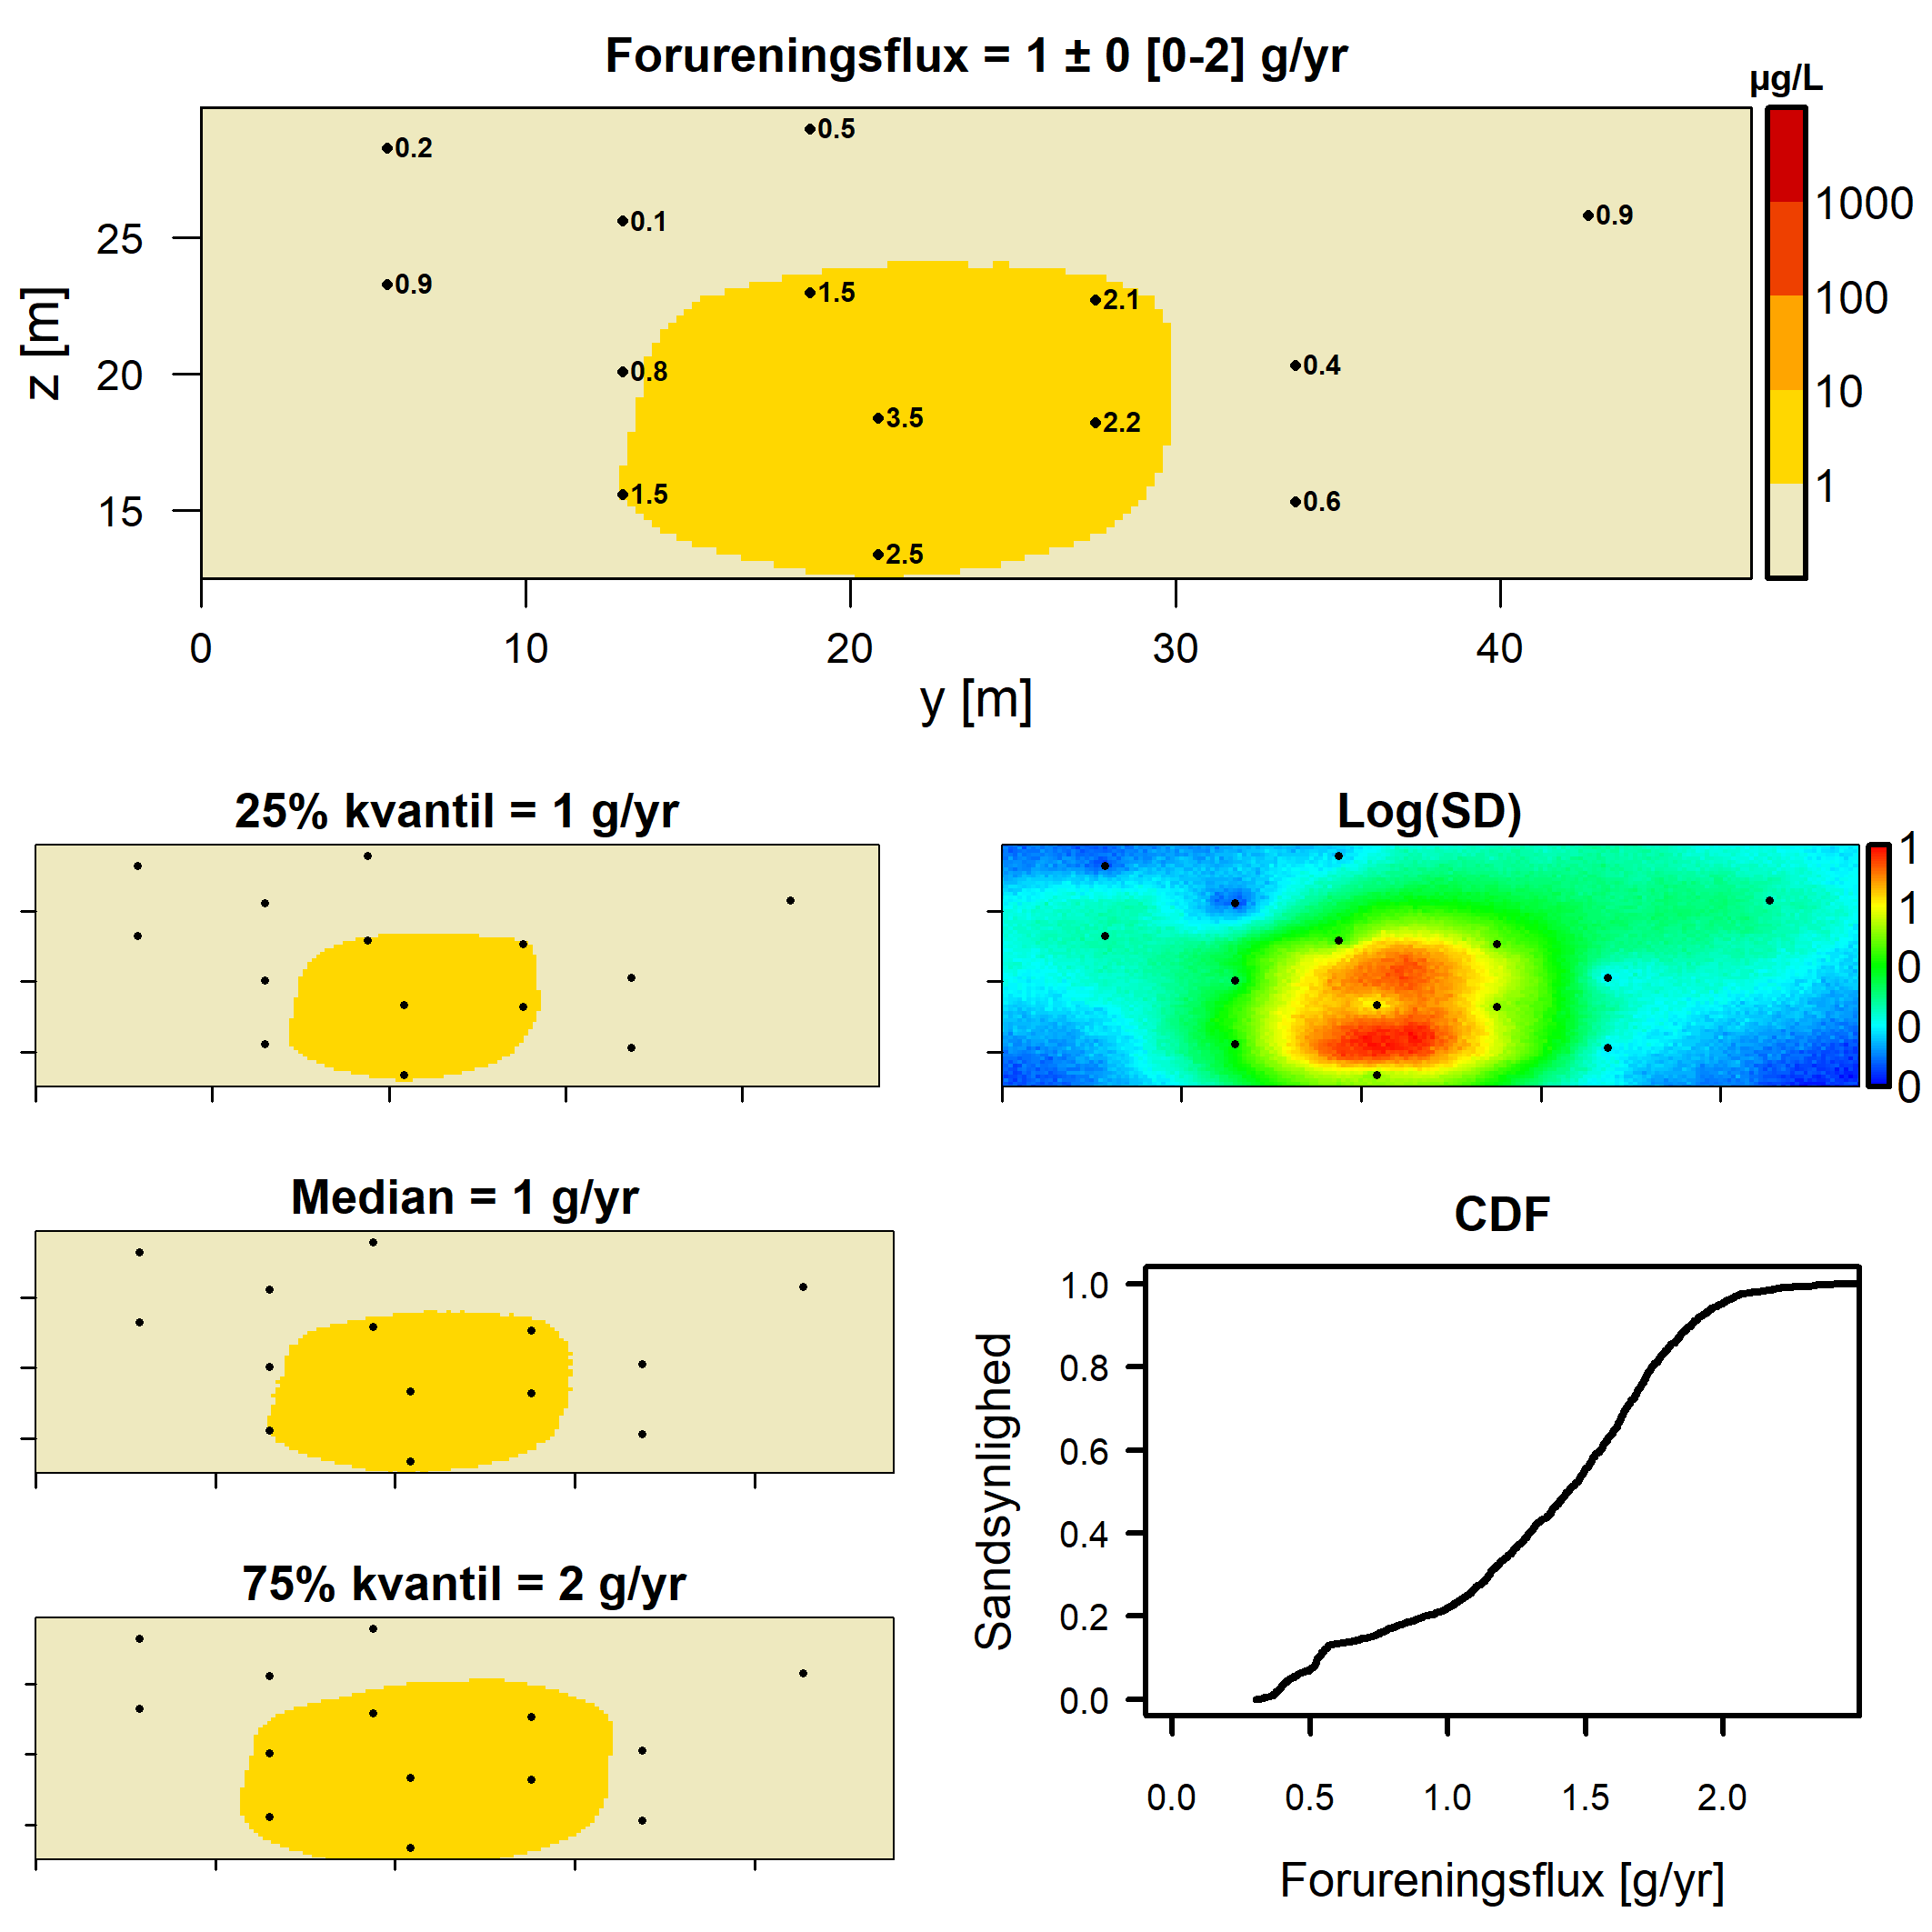 Forureningsflux = 1 ± 0 [0-2] g/yr
µg/L
0.5
0.2
0.1
0.9
0.9
1.5
2.1
0.8
0.4
3.5
2.2
1.5
0.6
2.5
25
20
15
z [m]
1000
100
10
1
0 10 20 30 40
y [m]
25% kvantil = 1 g/yr
Log(SD)
1
1
0
0
0
Median = 1 g/yr
CDF
75% kvantil = 2 g/yr
Sandsynlighed
1.0
0.8
0.6
0.4
0.2
0.0
0.0 0.5 1.0 1.5 2.0
Forureningsflux [g/yr]